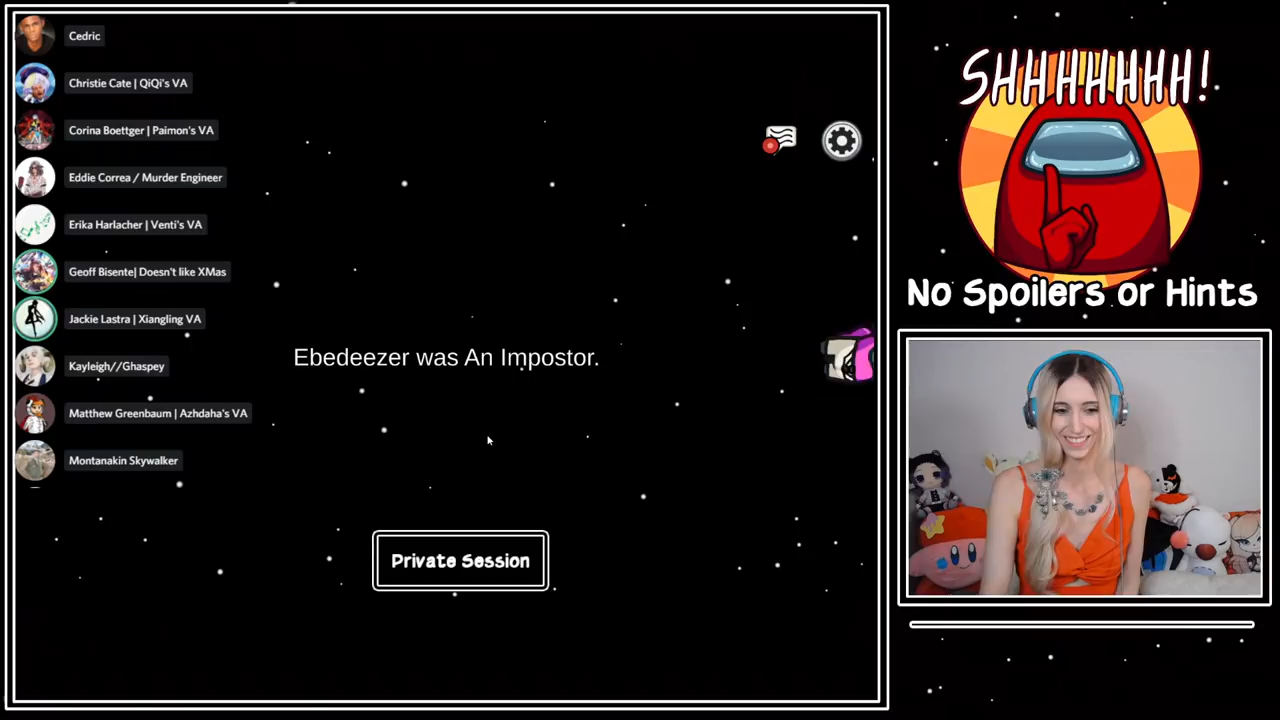 Cedric
Christie Cate | QiQi's VA
Corina Boettger | Paimon's VA
Eddie Correa / Murder Engineer
Erika Harlacher | Venti's VA
Geoff Bisente| Doesn't like XMas
Jackie Lastra | Xiangling VA
Kayleigh//Ghaspey
Matthew Greenbaum | Azhdaha's VA
Montanakin Skywalker
Ebedeezer was An Impostor.
Private Session
SHHHHHHH!
No Spoilers or Hints